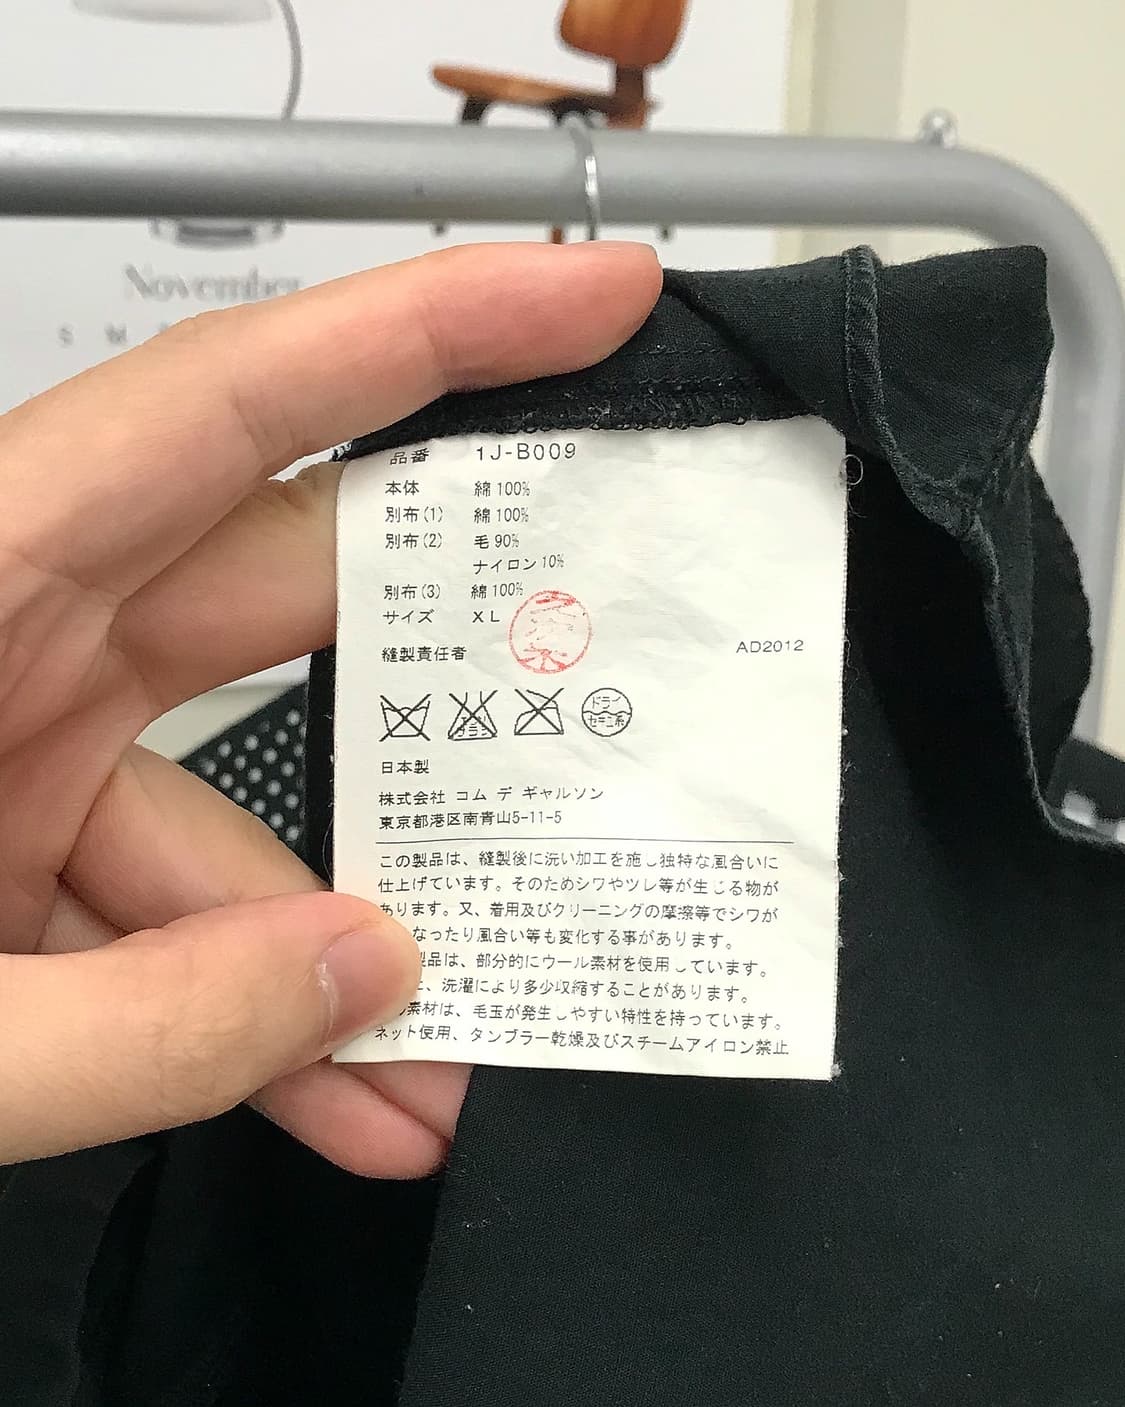 November
S M
品番 1J-B009
本体 綿 100%
別布(1) 綿 100%
別布(2) 毛 90%
ナイロン 10%
別布(3) 綿 100%
サイズ XL
縫製責任者
AD2012
ドライ
セキユ系
日本製
株式会社 コム デ ギャルソン
東京都港区南青山5-11-5
この製品は、縫製後に洗い加工を施し独特な風合いに
仕上げています。そのためシワやツレ等が生じる物が
あります。又、着用及びクリーニングの摩擦等でシワが
なったり風合い等も変化する事があります。
製品は、部分的にウール素材を使用しています。
、洗濯により多少収縮することがあります。
素材は、毛玉が発生しやすい特性を持っています。
ネット使用、タンブラー乾燥及びスチームアイロン禁止